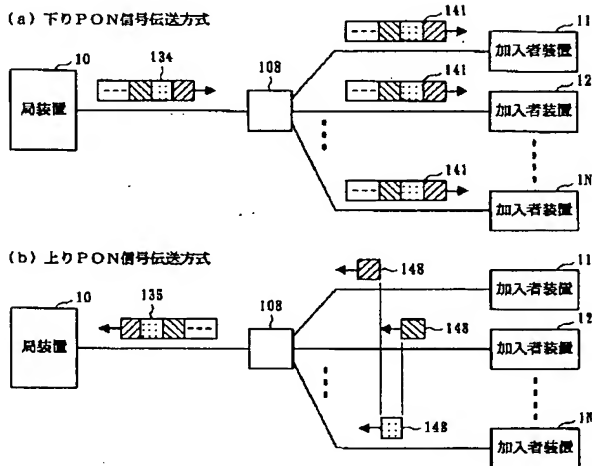 (a) 下りPON信号伝送方式
10
134
局装置
108
141
11
加入者装置
141
12
加入者装置
141
1N
加入者装置
(b) 上りPON信号伝送方式
10
135
局装置
108
148
11
加入者装置
148
12
加入者装置
148
1N
加入者装置